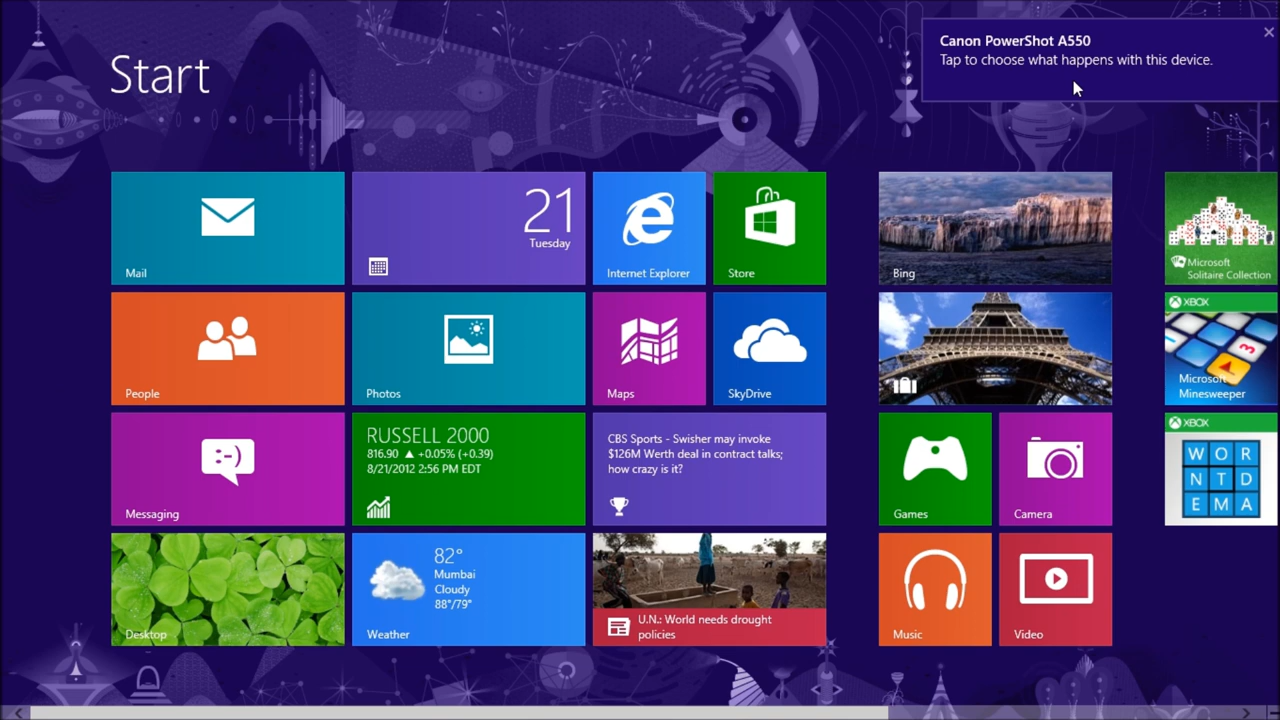 Canon PowerShot A550
Tap to choose what happens with this device.
Start
Mail
21
Tuesday
Internet Explorer
Store
Bing
Microsoft
Solitaire Collection
People
Photos
Maps
SkyDrive
XBOX
3
Microsoft
Minesweeper
:-)
Messaging
RUSSELL 2000
816.90 ▲ +0.05% (+0.39)
8/21/2012 2:56 PM EDT
CBS Sports - Swisher may invoke
$126M Werth deal in contract talks;
how crazy is it?
Games
Camera
XBOX
W O R
N T D
E M A
Desktop
82°
Mumbai
Cloudy
88°/79°
Weather
U.N.: World needs drought
policies
Music
Video